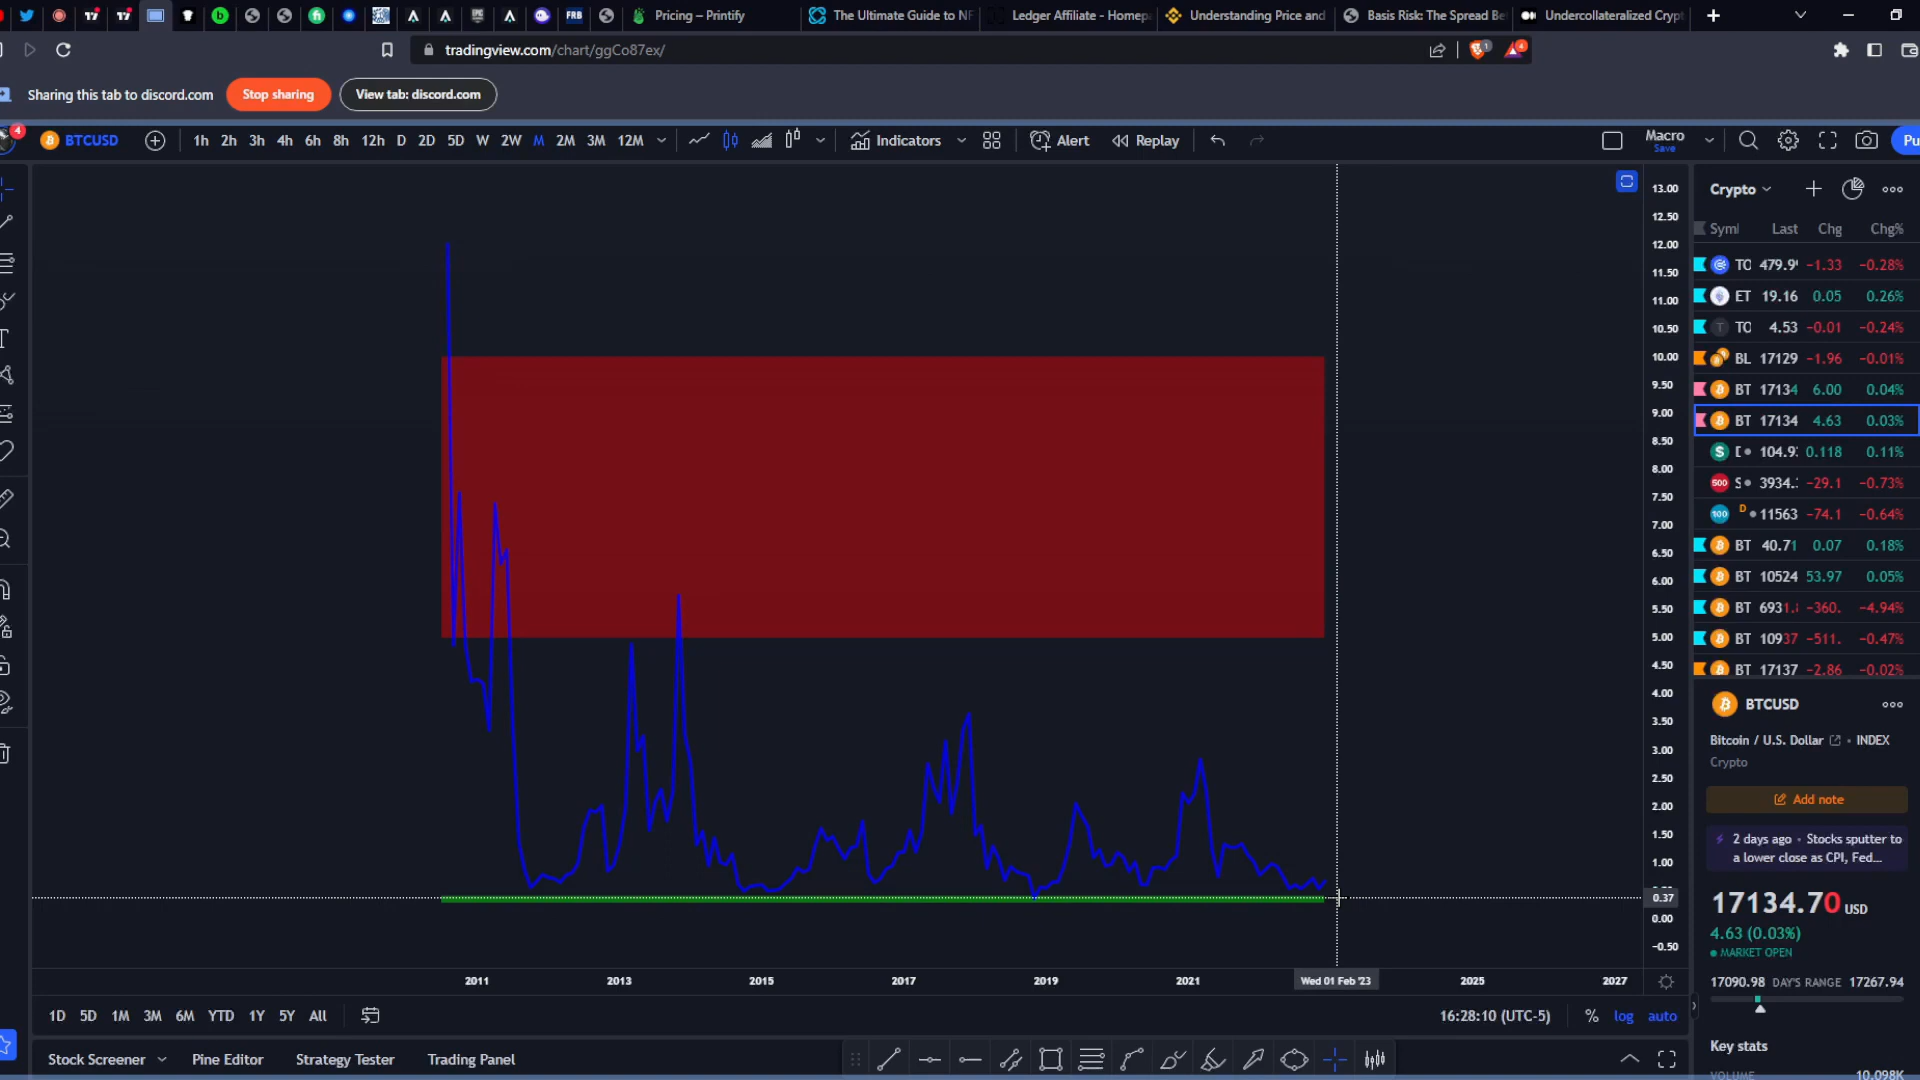 Pricing – Printify
The Ultimate Guide to NF
Ledger Affiliate - Homepa
Understanding Price and
Basis Risk: The Spread Be
Undercollateralized Crypt
tradingview.com/chart/ggCo87ex/
Sharing this tab to discord.com
Stop sharing
View tab: discord.com
BTCUSD
1h 2h 3h 4h 6h 8h 12h D 2D 5D W 2W M 2M 3M 12M
Indicators
Alert
Replay
Macro
Save
Pu
Crypto
Syml Last Chg Chg%
TO 479.9 −1.33 −0.28%
ET 19.16 0.05 0.26%
TO 4.53 −0.01 −0.24%
BL 17129 −1.96 −0.01%
BT 17134 6.00 0.04%
BT 17134 4.63 0.03%
104.9 0.118 0.11%
500 S 3934. −29.1 −0.73%
100 D 11563 −74.1 −0.64%
BT 40.71 0.07 0.18%
BT 10524 53.97 0.05%
BT 6931. −360. −4.94%
BT 10937 −511. −0.47%
BT 17137 −2.86 −0.02%
13.00
12.50
12.00
11.50
11.00
10.50
10.00
9.50
9.00
8.50
8.00
7.50
7.00
6.50
6.00
5.50
5.00
4.50
4.00
3.50
3.00
2.50
2.00
1.50
1.00
0.37
0.00
−0.50
2011 2013 2015 2017 2019 2021 Wed 01 Feb '23 2025 2027
BTCUSD
Bitcoin / U.S. Dollar • INDEX
Crypto
Add note
2 days ago • Stocks sputter to
a lower close as CPI, Fed...
17134.70 USD
4.63 (0.03%)
MARKET OPEN
17090.98 DAY'S RANGE 17267.94
Key stats
VOLUME 10.098K
1D 5D 1M 3M 6M YTD 1Y 5Y All
16:28:10 (UTC-5) % log auto
Stock Screener Pine Editor Strategy Tester Trading Panel